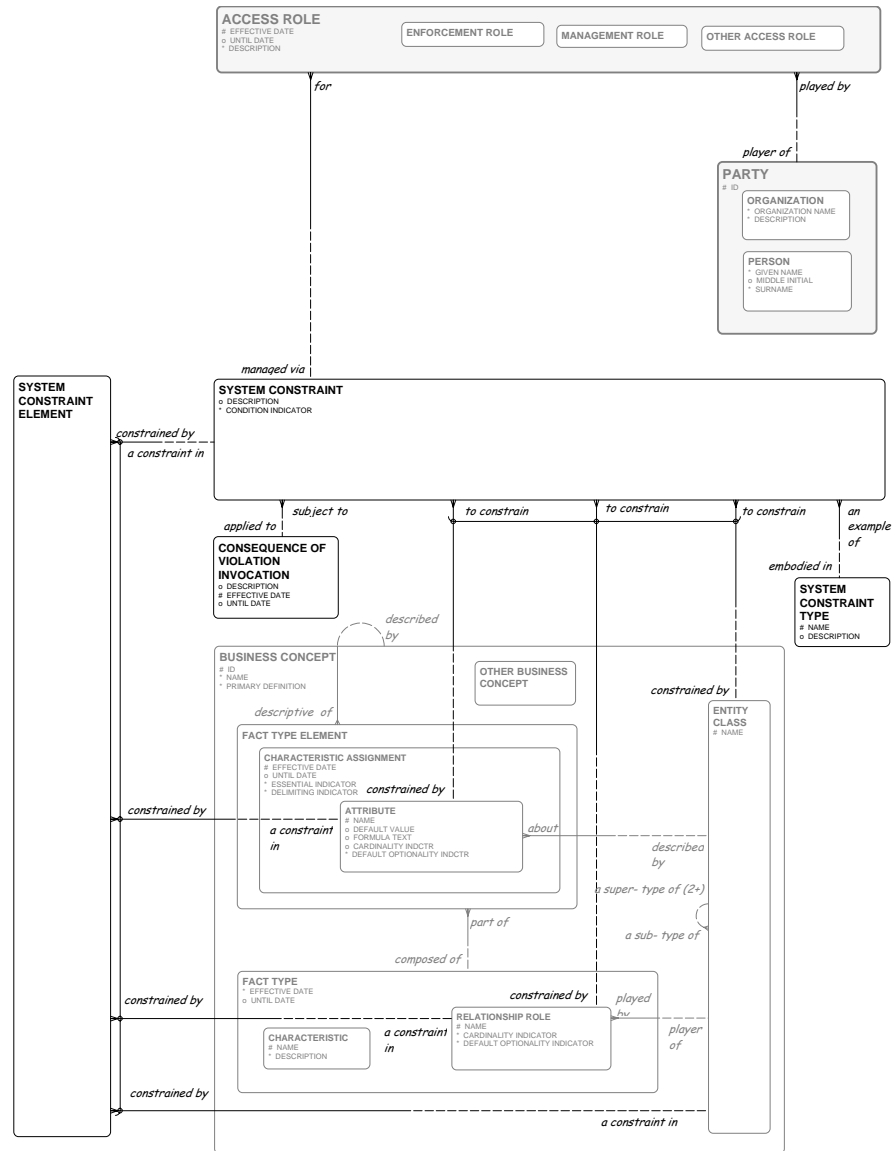 ACCESS ROLE
# EFFECTIVE DATE
o UNTIL DATE
* DESCRIPTION
ENFORCEMENT ROLE
MANAGEMENT ROLE
OTHER ACCESS ROLE
for
played by
player of
PARTY
# ID
ORGANIZATION
* ORGANIZATION NAME
* DESCRIPTION
PERSON
* GIVEN NAME
o MIDDLE INITIAL
* SURNAME
managed via
SYSTEM
CONSTRAINT
ELEMENT
SYSTEM CONSTRAINT
o DESCRIPTION
* CONDITION INDICATOR
constrained by
a constraint in
subject to
to constrain
to constrain
to constrain
an
example
of
applied to
embodied in
CONSEQUENCE OF
VIOLATION
INVOCATION
o DESCRIPTION
# EFFECTIVE DATE
o UNTIL DATE
SYSTEM
CONSTRAINT
TYPE
# NAME
o DESCRIPTION
described
by
BUSINESS CONCEPT
# ID
* NAME
* PRIMARY DEFINITION
OTHER BUSINESS
CONCEPT
constrained by
descriptive of
ENTITY
CLASS
# NAME
FACT TYPE ELEMENT
CHARACTERISTIC ASSIGNMENT
# EFFECTIVE DATE
o UNTIL DATE
* ESSENTIAL INDICATOR
* DELIMITING INDICATOR
constrained by
constrained by
a constraint
in
ATTRIBUTE
# NAME
o DEFAULT VALUE
o FORMULA TEXT
o CARDINALITY INDCTR
* DEFAULT OPTIONALITY INDCTR
about
described
by
a super- type of (2+)
a sub- type of
part of
composed of
FACT TYPE
* EFFECTIVE DATE
o UNTIL DATE
constrained by
constrained by
played
by
a constraint
in
RELATIONSHIP ROLE
# NAME
* CARDINALITY INDICATOR
* DEFAULT OPTIONALITY INDICATOR
player
of
CHARACTERISTIC
# NAME
* DESCRIPTION
constrained by
a constraint in